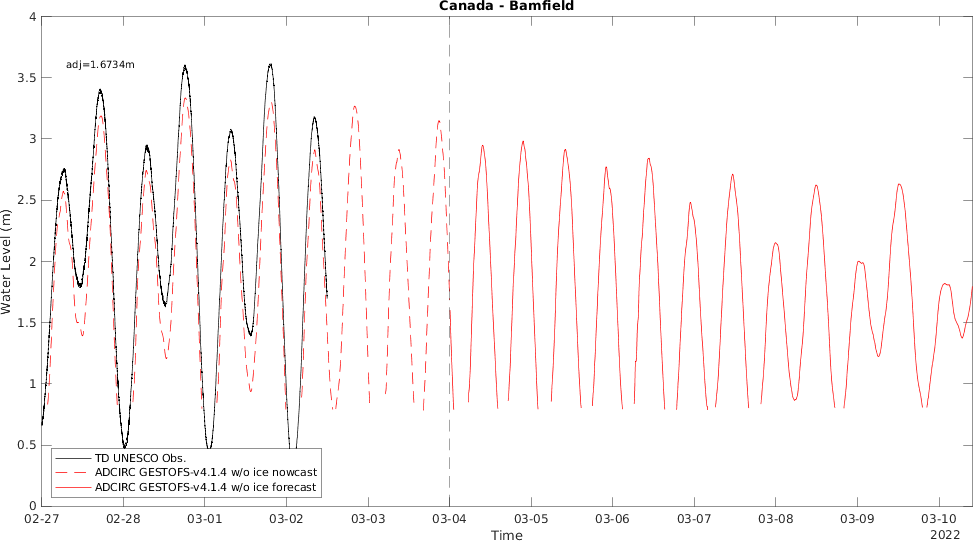 Canada - Bamfield
4
3.5
3
2.5
2
1.5
1
0.5
0
Water Level (m)
adj=1.6734m
TD UNESCO Obs.
ADCIRC GESTOFS-v4.1.4 w/o ice nowcast
ADCIRC GESTOFS-v4.1.4 w/o ice forecast
02-27 02-28 03-01 03-02 03-03 03-04 03-05 03-06 03-07 03-08 03-09 03-10
Time 2022